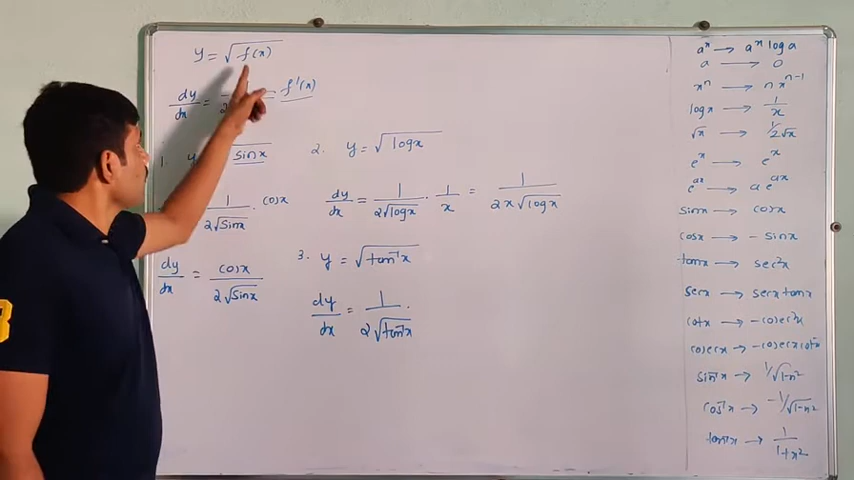 y = √f(x)
dy/dx = f'(x)
1. y √sinx
1/2√sinx · cosx
dy/dx = cosx/2√sinx
2. y = √logx
dy/dx = 1/2√logx · 1/x = 1/2x√logx
3. y = √tan⁻¹x
dy/dx = 1/2√tan⁻¹x ·
aˣ → aˣ log a
a → 0
xⁿ → n xⁿ⁻¹
logx → 1/x
√x → 1/2√x
eˣ → eˣ
eᵃˣ → a eᵃˣ
sinx → cosx
cosx → - sinx
tanx → sec²x
secx → secx tanx
cotx → - cosec²x
cosecx → - cosecx cotx
sin⁻¹x → 1/√1-x²
cos⁻¹x → -1/√1-x²
tan⁻¹x → 1/1+x²